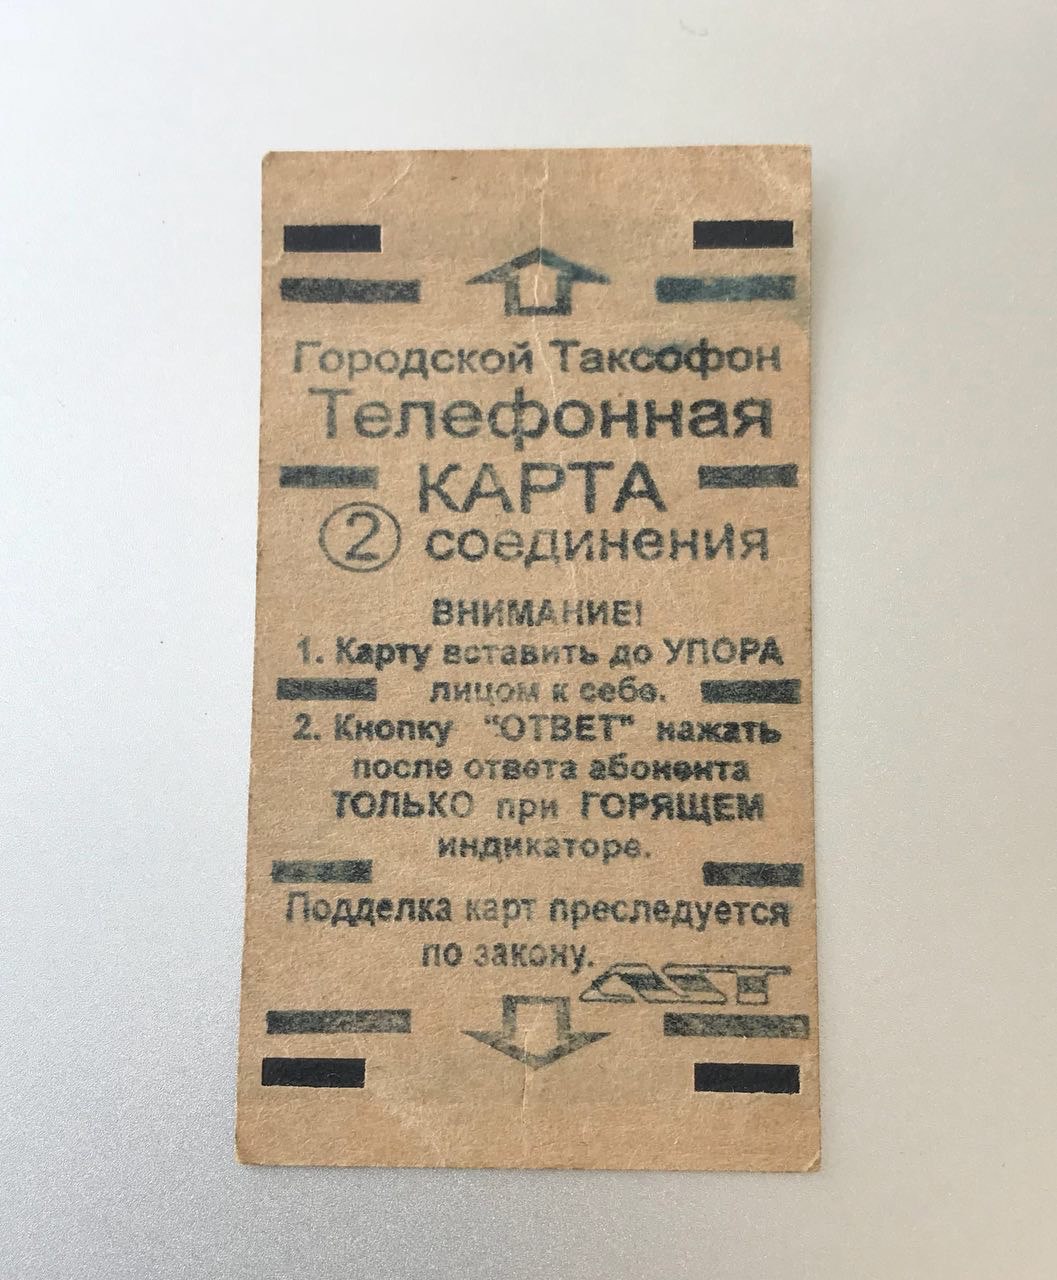 Городской Таксофон
Телефонная
КАРТА
2 соединения
ВНИМАНИЕ!
1. Карту вставить до УПОРА
лицом к себе.
2. Кнопку "ОТВЕТ" нажать
после ответа абонента
ТОЛЬКО при ГОРЯЩЕМ
индикаторе.
Подделка карт преследуется
по закону.
AST